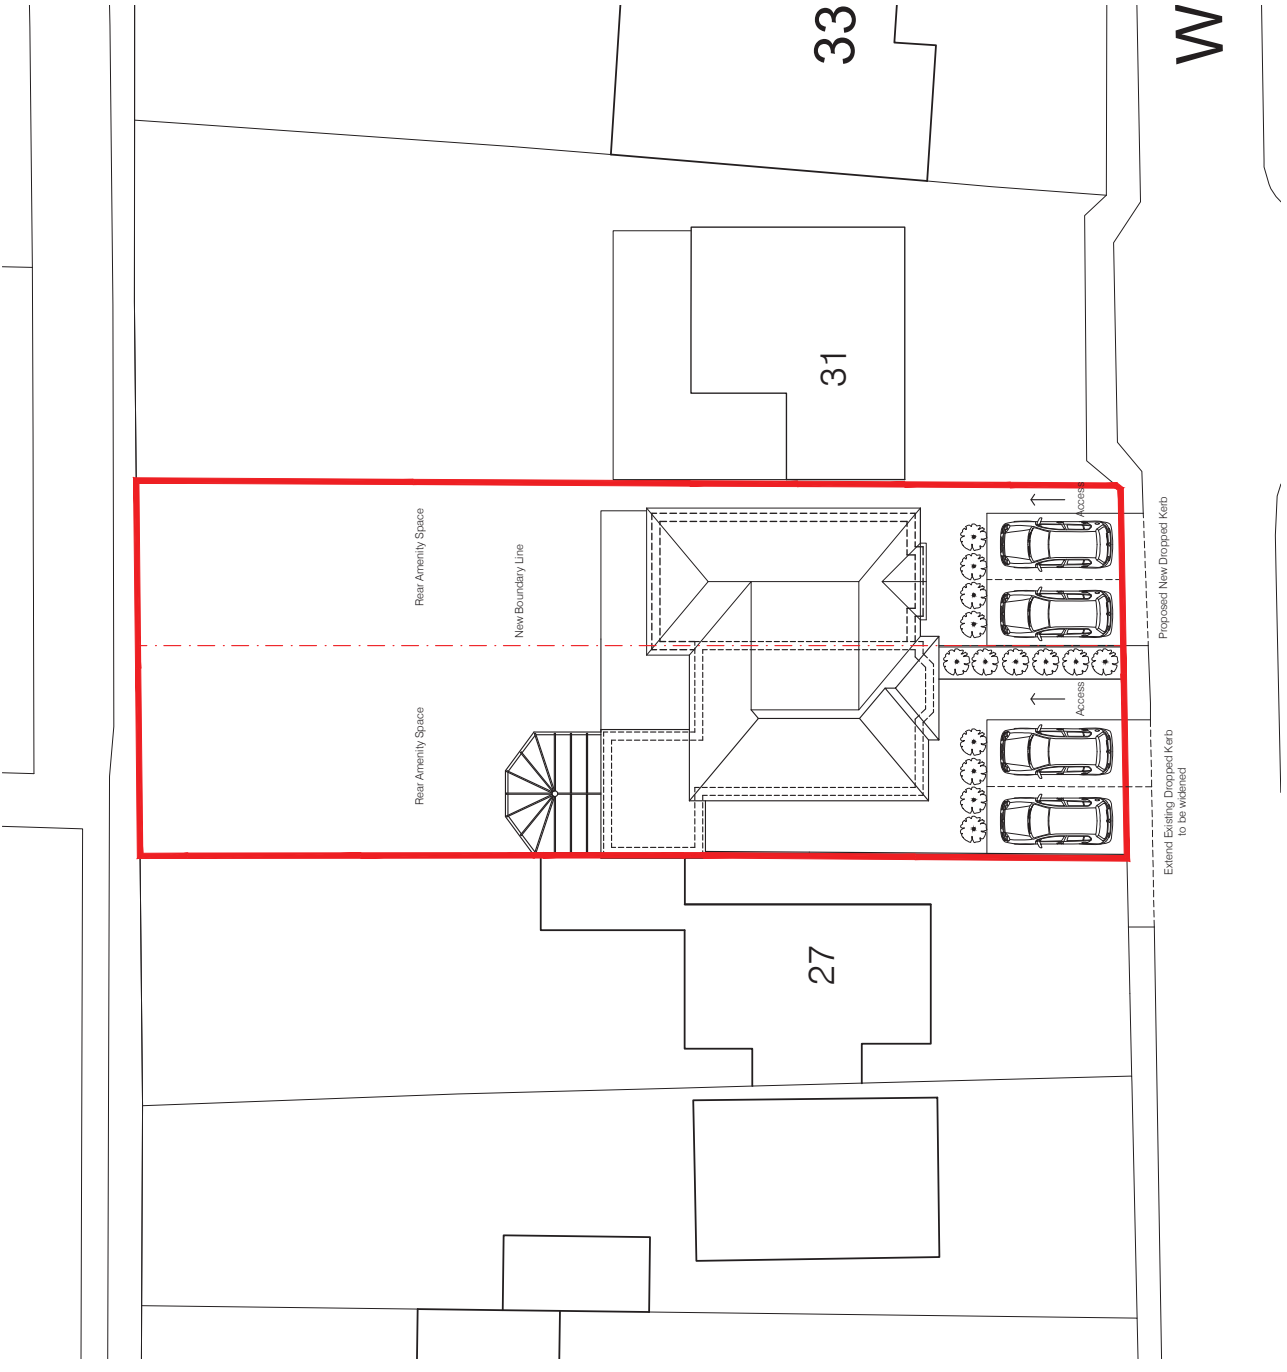 33
W
31
Rear Amenity Space
New Boundary Line
Access
Proposed New Dropped Kerb
Rear Amenity Space
Access
Extend Existing Dropped Kerb
to be widened
27